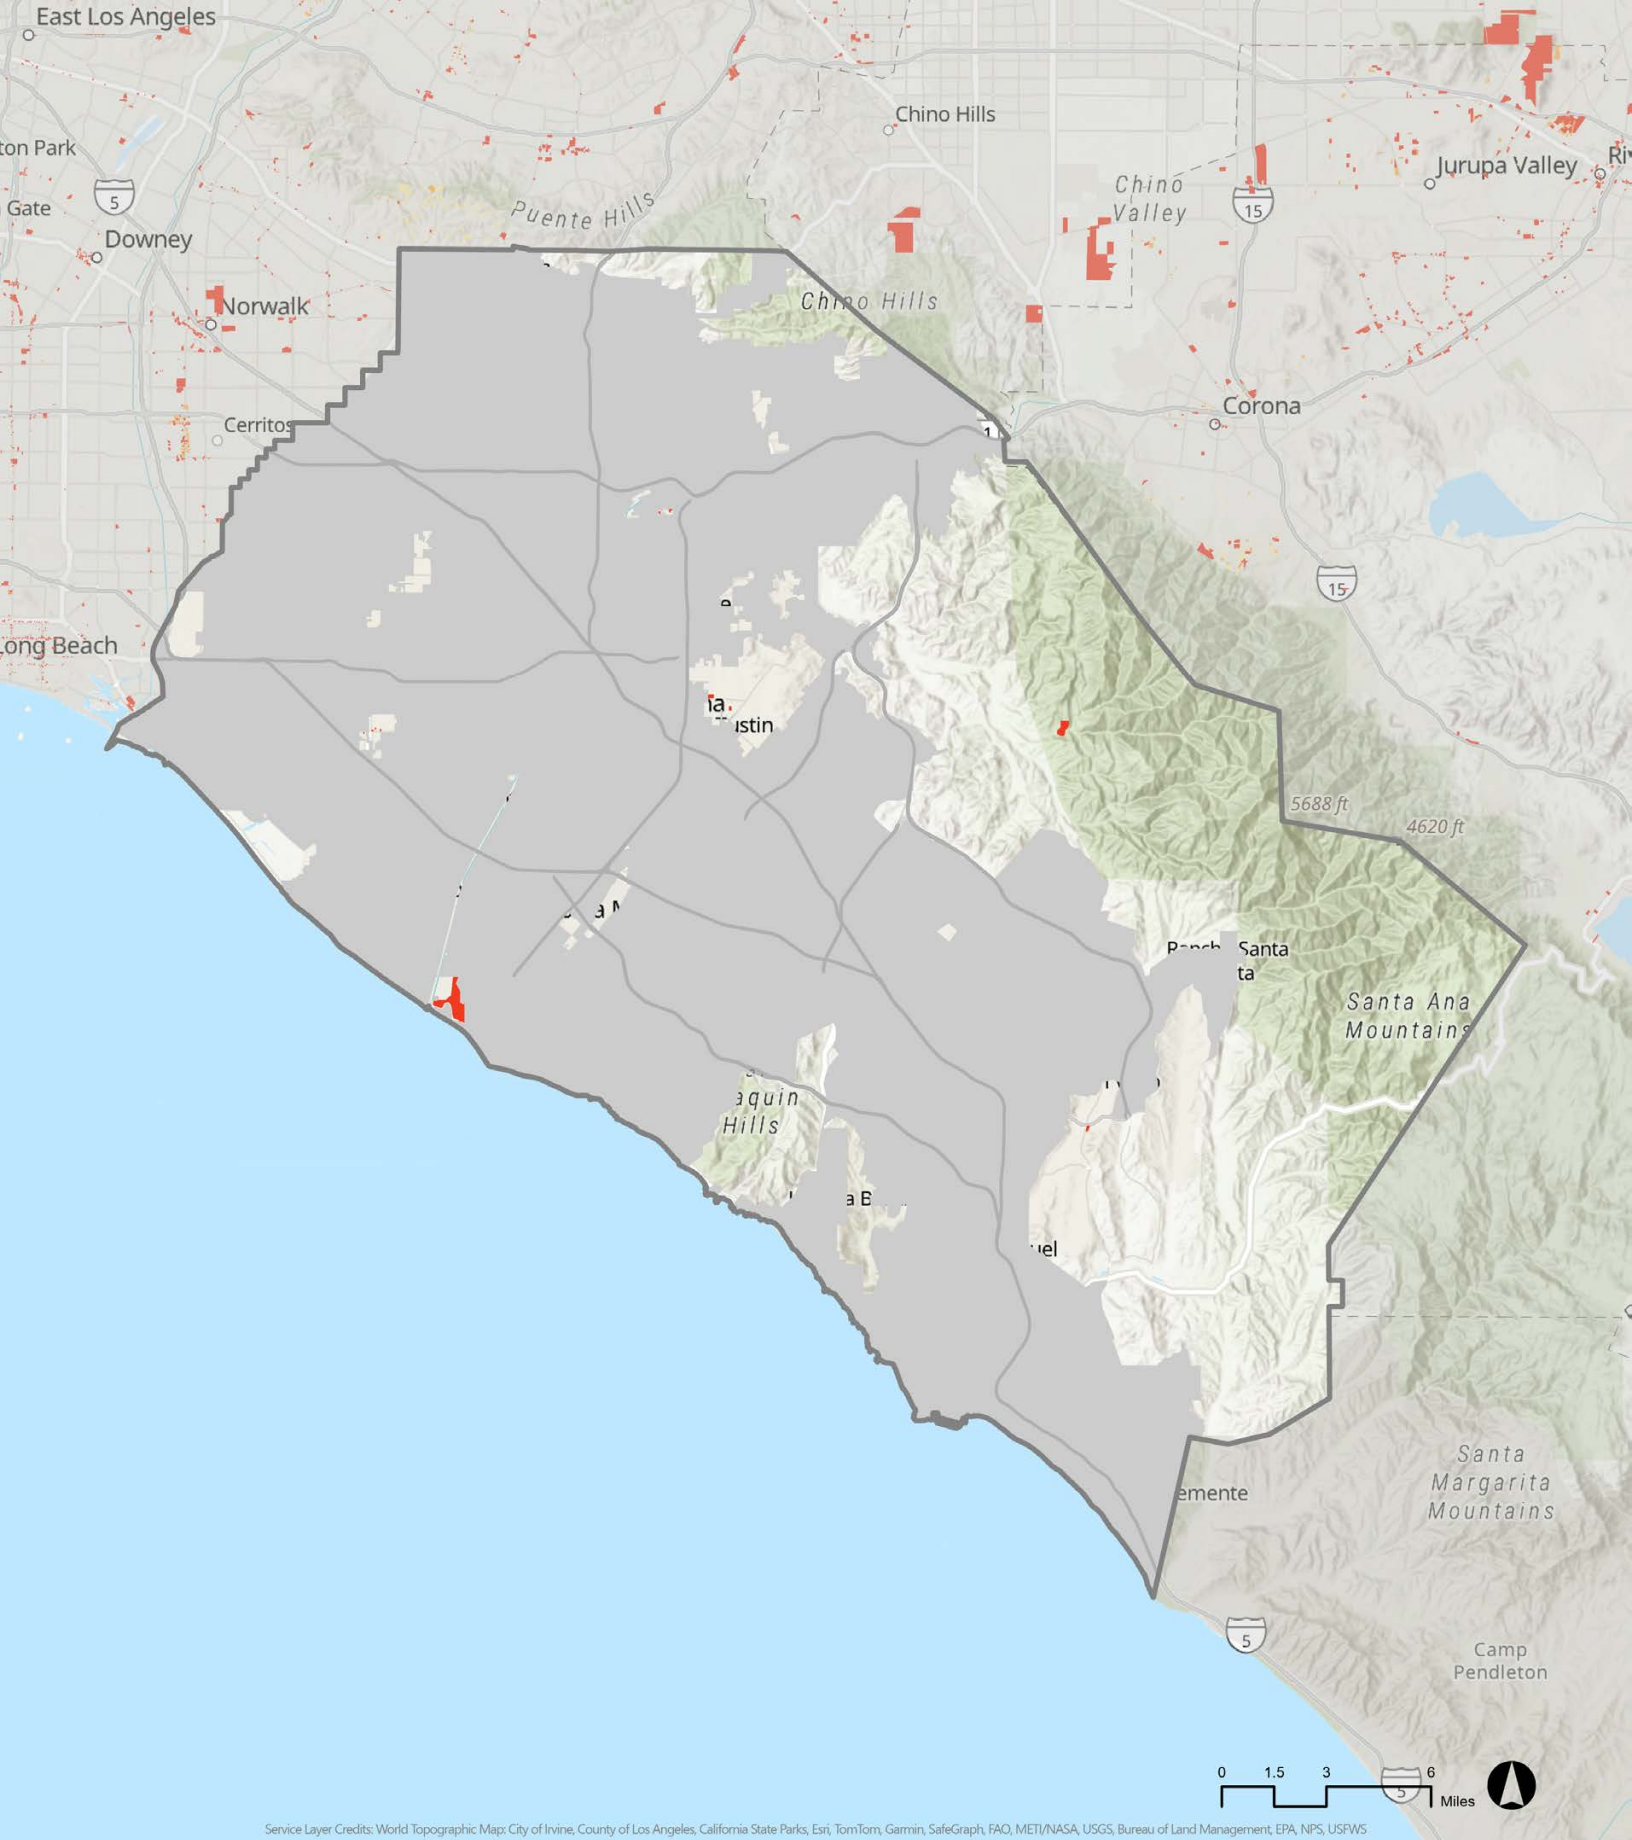 East Los Angeles
Chino Hills
ton Park
Jurupa Valley
5
Chino
Valley
15
Gate
Puente Hills
Downey
Norwalk
Chino Hills
Corona
Cerritos
1
15
Long Beach
ustin
5688 ft
4620 ft
Santa
ta
Santa Ana
Mountains
aquin
Hills
a B
uel
Santa
Margarita
Mountains
emente
5
Camp
Pendleton
0 1.5 3 6
5
Miles
Service Layer Credits: World Topographic Map: City of Irvine, County of Los Angeles, California State Parks, Esri, TomTom, Garmin, SafeGraph, FAO, METI/NASA, USGS, Bureau of Land Management, EPA, NPS, USFWS